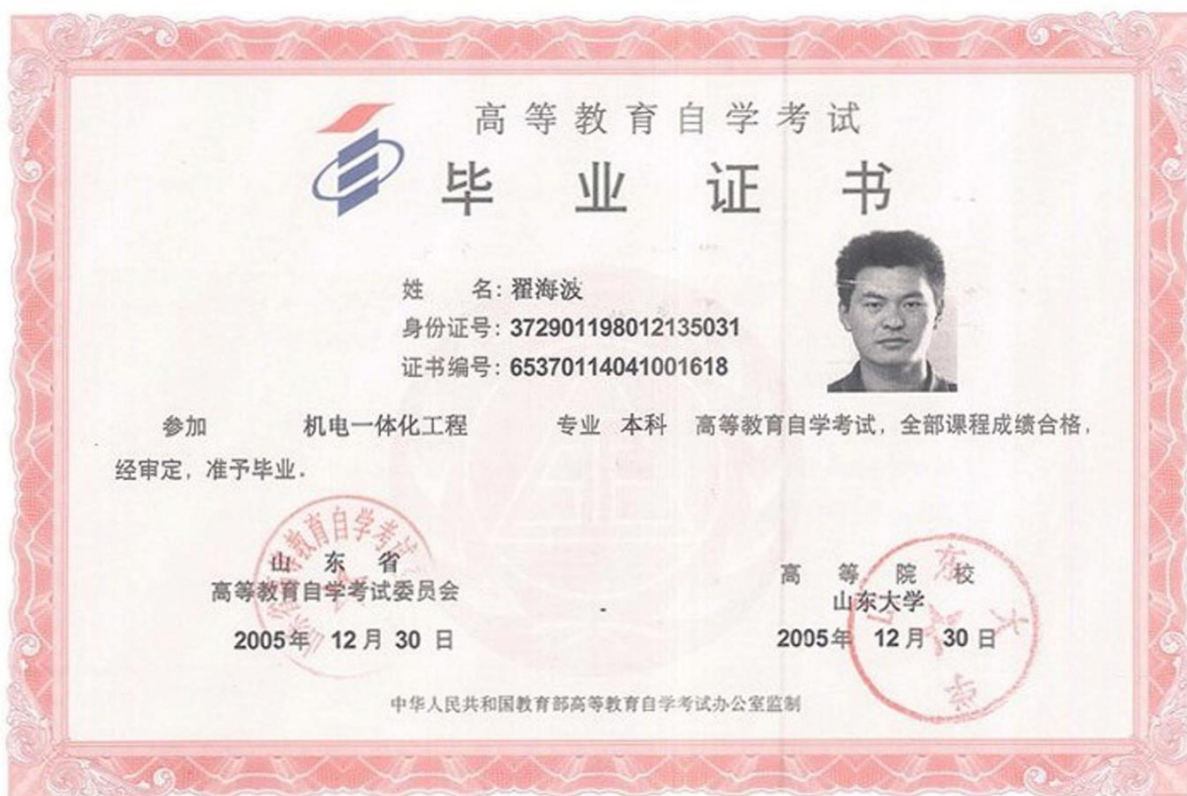 高等教育自学考试
毕业证书
姓 名: 翟海波
身份证号: 372901198012135031
证书编号: 65370114041001618
参加 机电一体化工程 专业 本科 高等教育自学考试, 全部课程成绩合格,
经审定, 准予毕业.
山东省
高等教育自学考试委员会
2005年 12月 30日
高等院校
山东大学
2005年 12月 30日
中华人民共和国教育部高等教育自学考试办公室监制